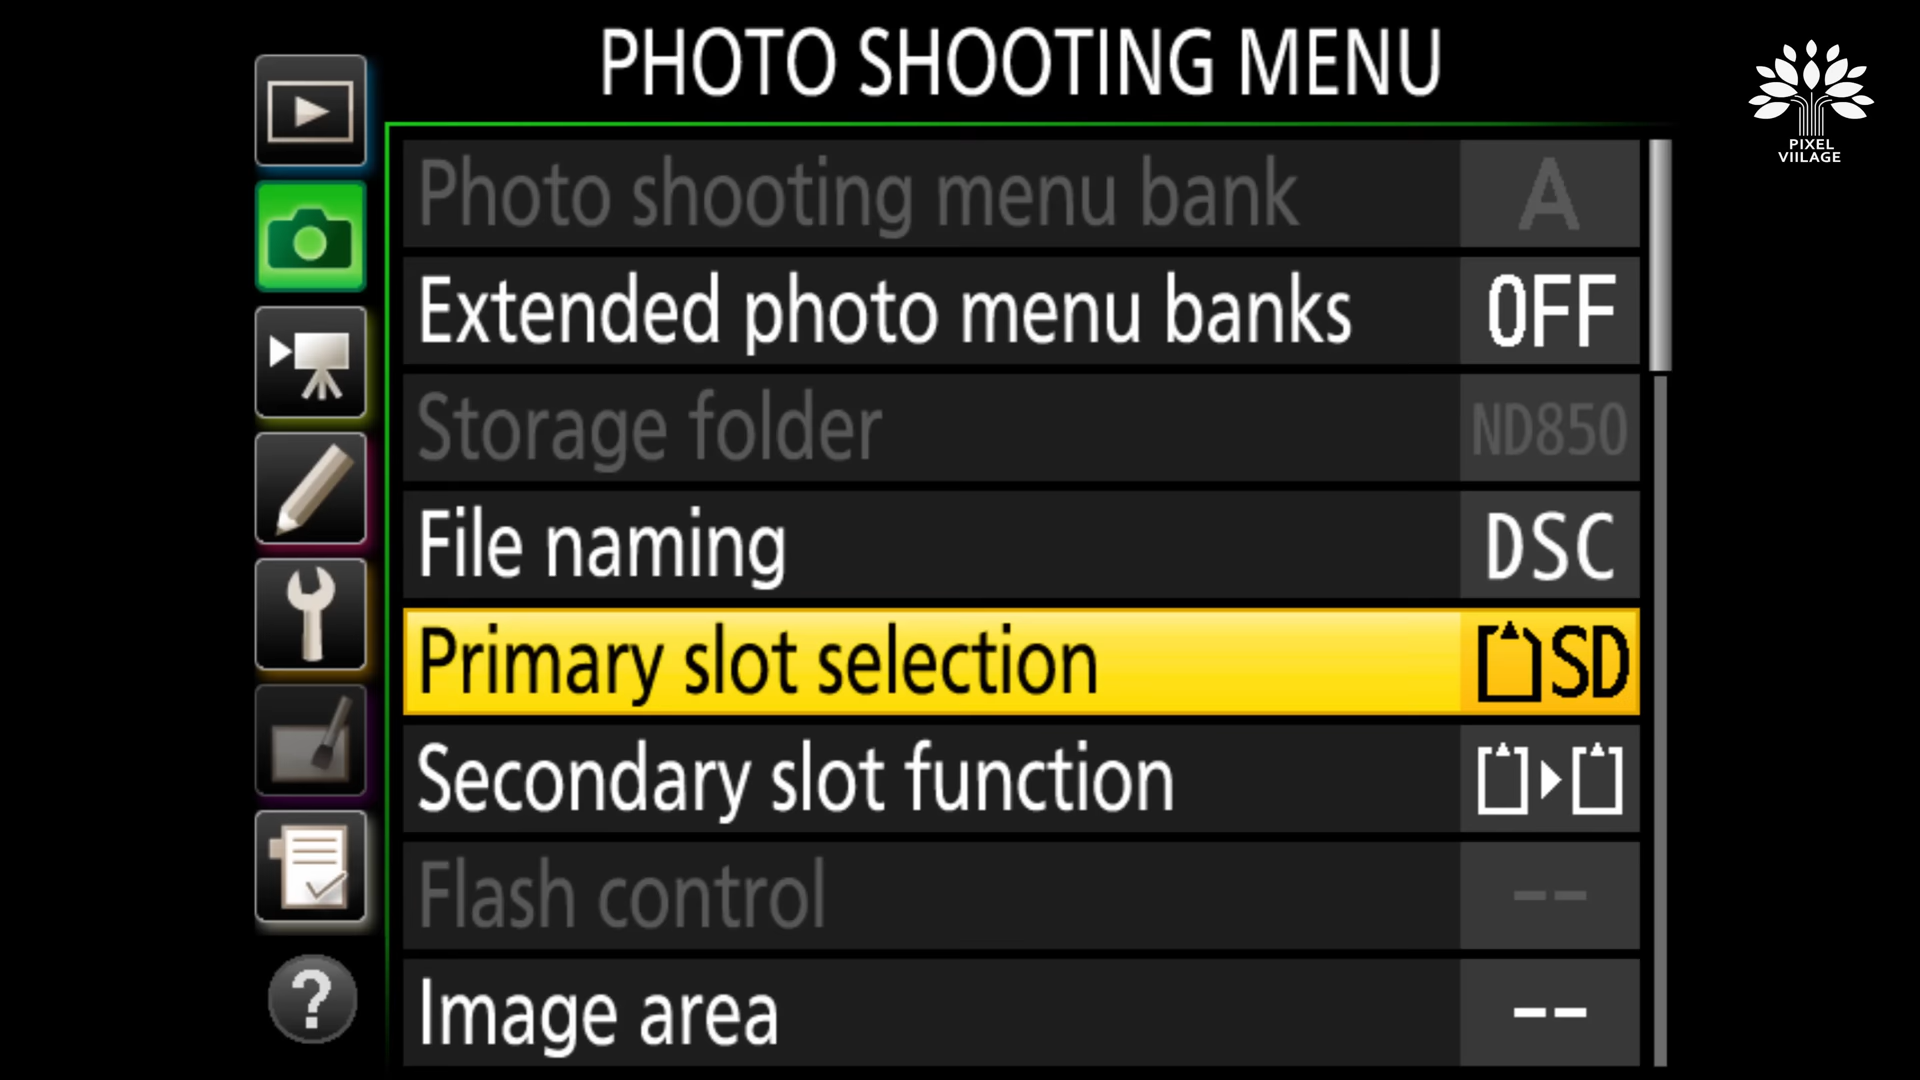 PHOTO SHOOTING MENU
PIXEL
VIILAGE
Photo shooting menu bank A
Extended photo menu banks OFF
Storage folder ND850
File naming DSC
Primary slot selection SD
Secondary slot function
Flash control --
Image area --
?